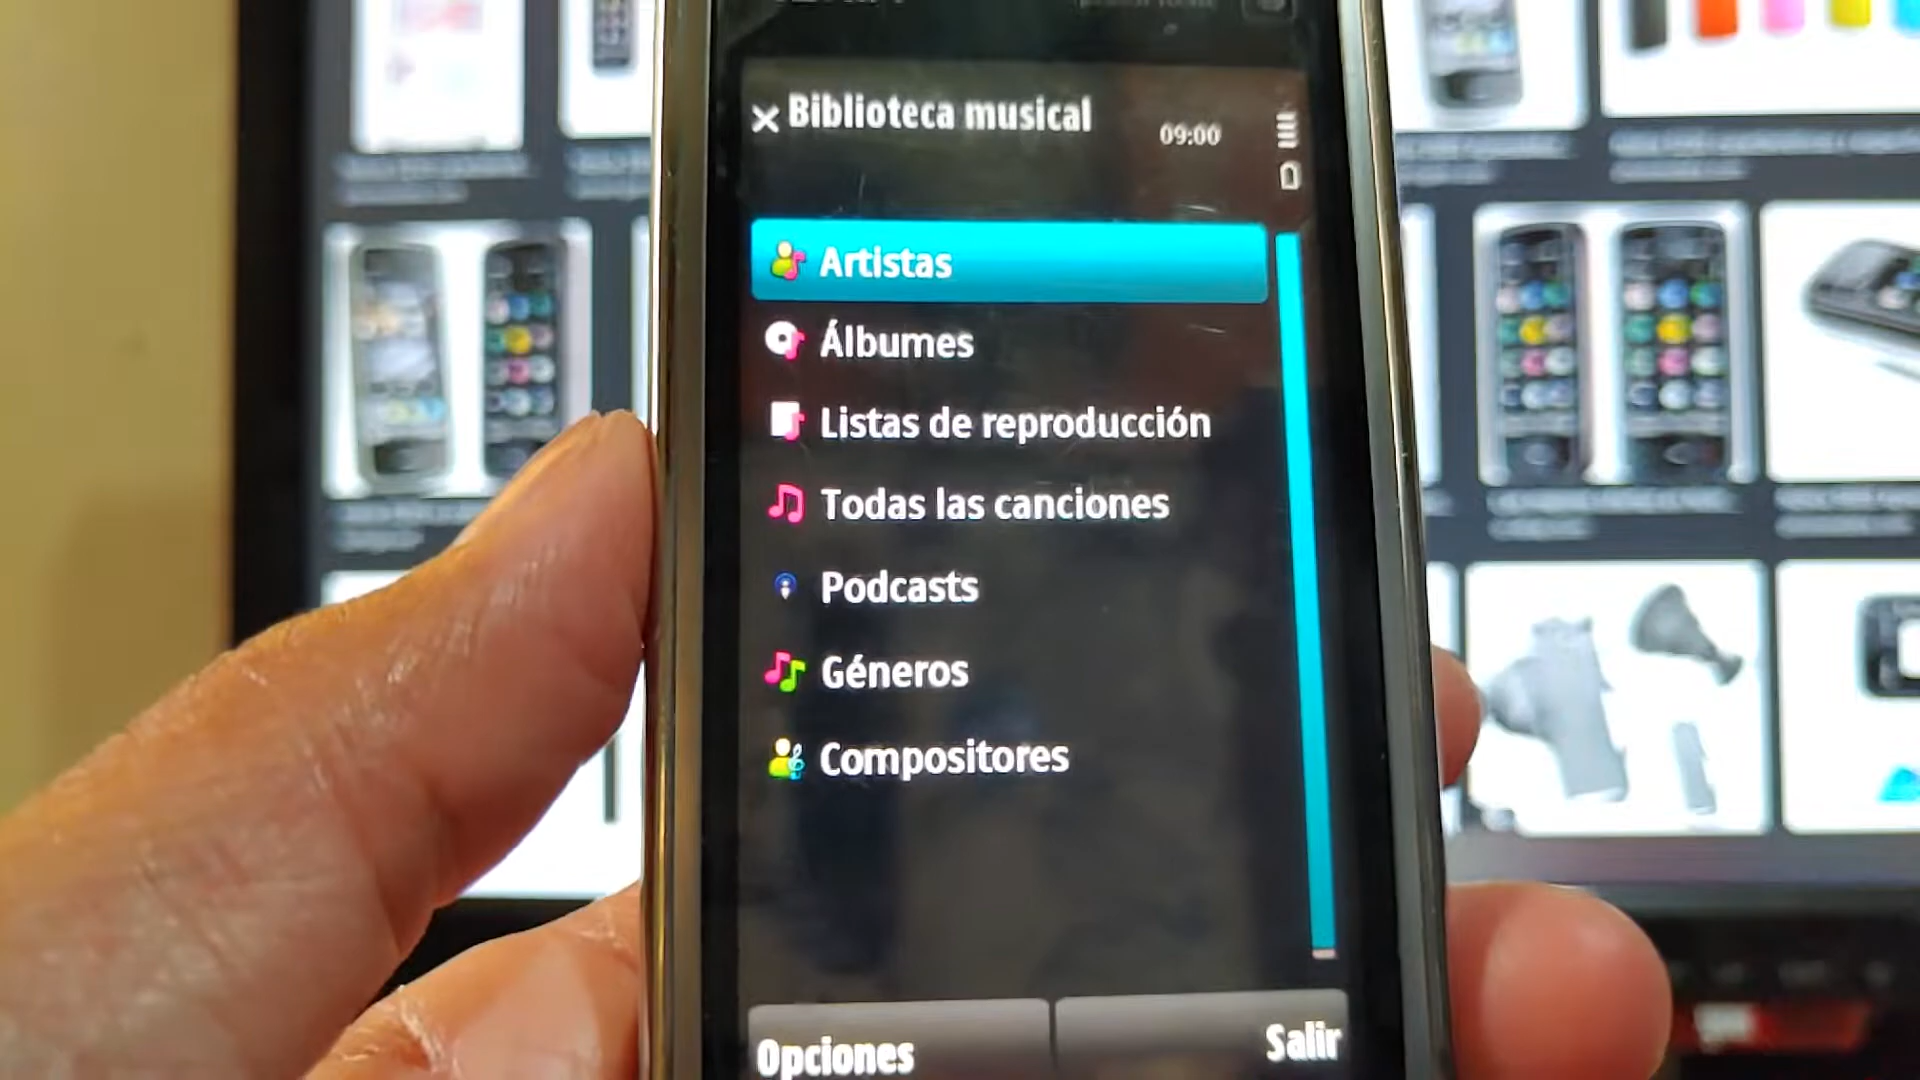 Biblioteca musical
09:00
Artistas
Álbumes
Listas de reproducción
Todas las canciones
Podcasts
Géneros
Compositores
Opciones
Salir